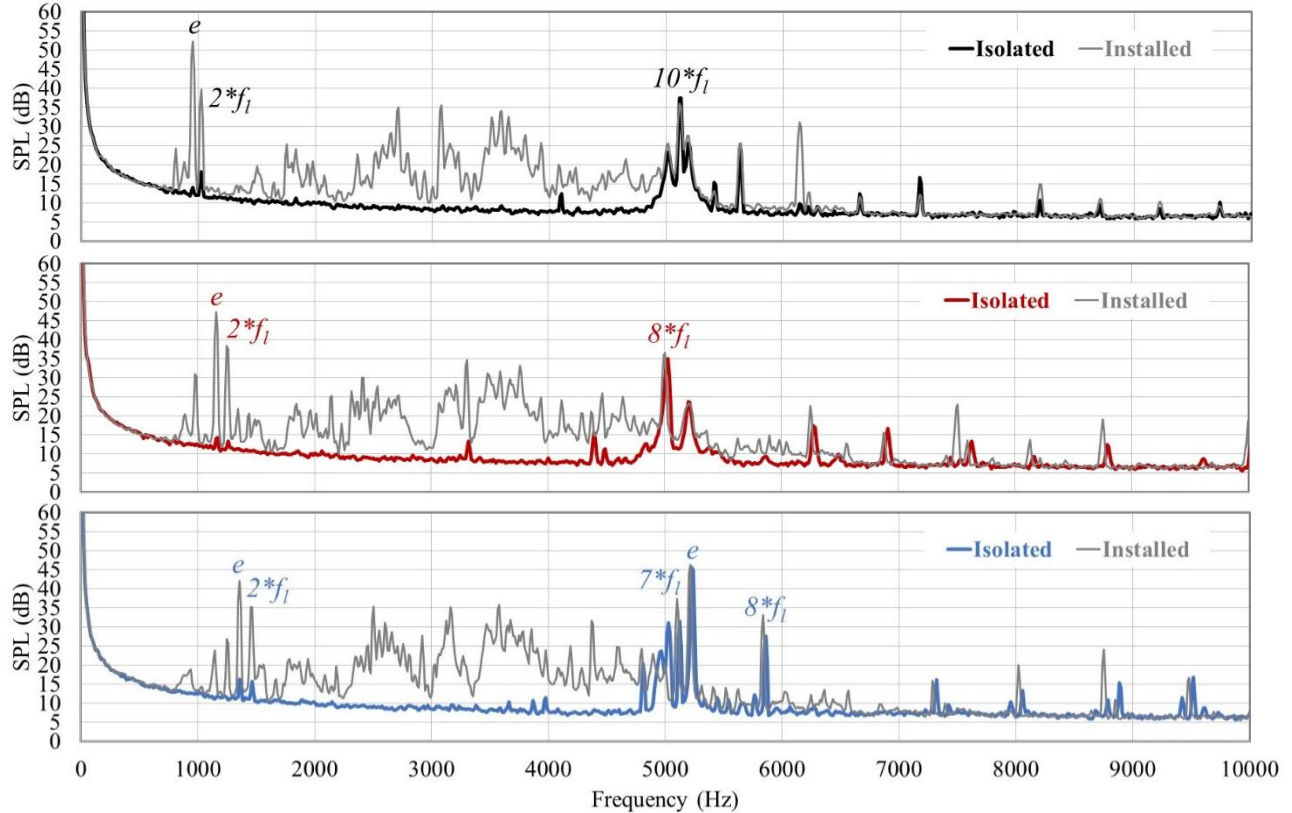 60
55
50
45
40
35
30
25
20
15
10
5
0
SPL (dB)
e
2*f₁
10*f₁
Isolated
Installed
60
55
50
45
40
35
30
25
20
15
10
5
0
SPL (dB)
e
2*f₁
8*f₁
Isolated
Installed
60
55
50
45
40
35
30
25
20
15
10
5
0
SPL (dB)
e
2*f₁
7*f₁
e
8*f₁
Isolated
Installed
0 1000 2000 3000 4000 5000 6000 7000 8000 9000 10000
Frequency (Hz)